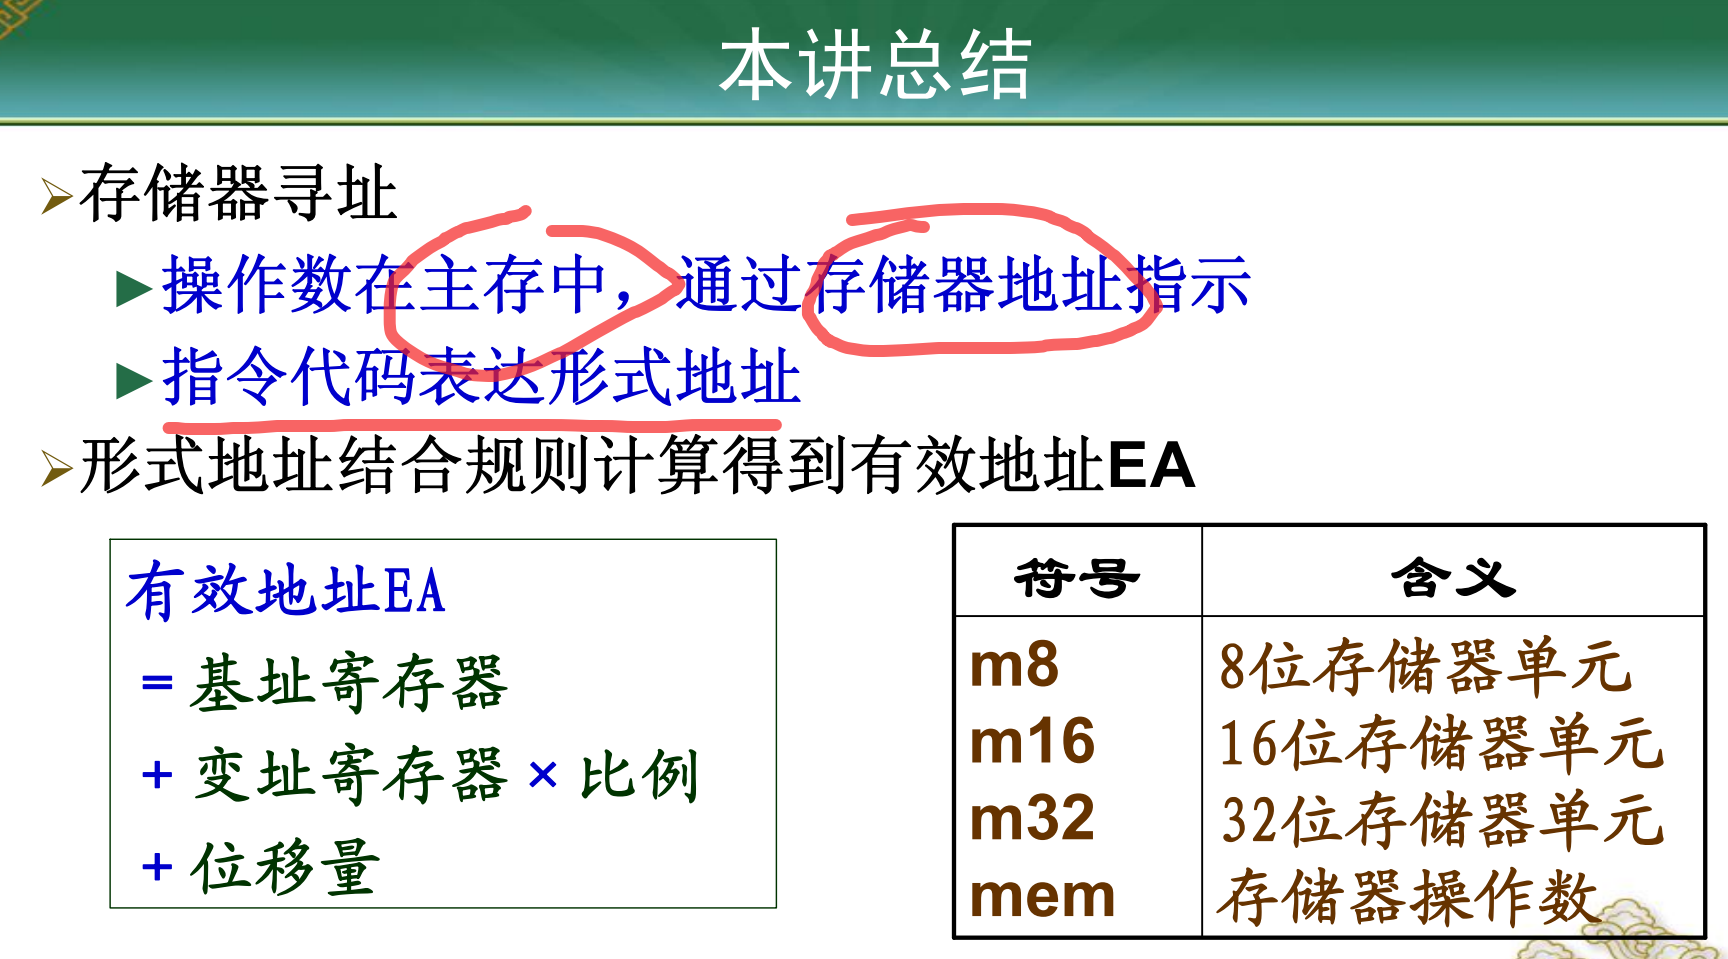 本讲总结
存储器寻址
操作数在主存中，通过存储器地址指示
指令代码表达形式地址
形式地址结合规则计算得到有效地址EA
有效地址EA
= 基址寄存器
+ 变址寄存器 × 比例
+ 位移量
符号 含义
m8 8位存储器单元
m16 16位存储器单元
m32 32位存储器单元
mem 存储器操作数